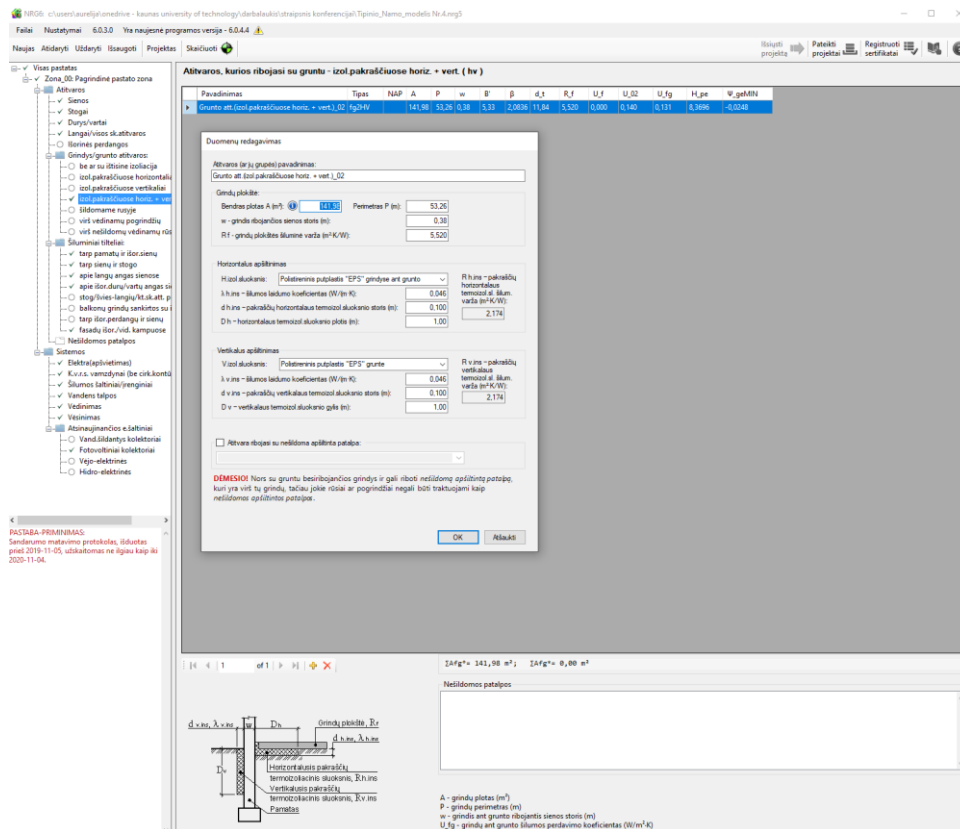 NRG6: c:\users\aurelija\onedrive - kaunas university of technology\darbalaukis\straipsnis konferencijai\Tipinio_Namo_modelis Nr.4.nrg5
Failai Nustatymai 6.0.3.0 Yra naujesnė programos versija - 6.0.4.4
Naujas Atidaryti Uždaryti Išsaugoti Projektas Skaičiuoti
Išsiųsti projektą
Pateikti projektai
Registruoti sertifikatai
Visas pastatas
Zona_00: Pagrindinė pastato zona
Atitvaros
Sienos
Stogai
Durys/vartai
Langai/visos sk.atitvaros
Išorinės perdangos
Grindys/grunto atitvaros:
be ar su ištisine izoliacija
izol.pakraščiuose horizontalia
izol.pakraščiuose vertikaliai
izol.pakraščiuose horiz. + ver
šildomame rusyje
virš vėdinamų pogrindžių
virš nešildomų vėdinamų rūs
Šiluminiai tilteliai:
tarp pamatų ir išor.sienų
tarp sienų ir stogo
apie langų angas sienose
apie išor.durų/vartų angas si
stog/švies-langių/kt.sk.att. p
balkonų grindų sankirtos su i
tarp išor.perdangų ir sienų
fasadų išor./vid. kampuose
Nešildomos patalpos
Sistemos
Elektra(apšvietimas)
K.v.r.s. vamzdynai (be cirk.kontū
Šilumos šaltiniai/įrenginiai
Vandens talpos
Vėdinimas
Vėsinimas
Atsinaujinančios e.šaltiniai
Vand.šildantys kolektoriai
Fotovoltiniai kolektoriai
Vėjo-elektrinės
Hidro-elektrinės
PASTABA-PRIMINIMAS:
Sandarumo matavimo protokolas, išduotas
prieš 2019-11-05, užskaitomas ne ilgiau kaip iki
2020-11-04.
Atitvaros, kurios ribojasi su gruntu - izol.pakraščiuose horiz. + vert. ( hv )
Pavadinimas Tipas NAP A P w B' β d_t R_f U_f U_02 U_fg H_pe Ψ_geMIN
Grunto att.(izol.pakraščiuose horiz. + vert.)_02 fg2HV 141,98 53,26 0,38 5,33 2,0836 11,84 5,520 0,000 0,140 0,131 8,3696 -0,0248
Duomenų redagavimas
Atitvaros (ar jų grupės) pavadinimas:
Grunto att.(izol.pakraščiuose horiz. + vert.)_02
Grindų plokštė:
Bendras plotas A (m²): 141,98 Perimetras P (m): 53,26
w - grindis ribojančios sienos storis (m): 0,38
R f - grindų plokštės šiluminė varža (m²·K/W): 5,520
Horizontalus apšiltinimas
H.izol.sluoksnis: Polistireninis putplastis "EPS" grindyse ant grunto
λ h.ins – šilumos laidumo koeficientas (W/(m·K): 0,046
d h.ins – pakraščių horizontalaus termoizol.sluoksnio storis (m): 0,100
D h – horizontalaus termoizol.sluoksnio plotis (m): 1,00
R h.ins – pakraščių
horizontalaus
termoizol.sl. šilum.
varža (m²·K/W):
2,174
Vertikalus apšiltinimas
V.izol.sluoksnis: Polistireninis putplastis "EPS" grunte
λ v.ins – šilumos laidumo koeficientas (W/(m·K): 0,046
d v.ins – pakraščių vertikalaus termoizol.sluoksnio storis (m): 0,100
D v – vertikalaus termoizol.sluoksnio gylis (m): 1,00
R v.ins – pakraščių
vertikalaus
termoizol.sl. šilum.
varža (m²·K/W):
2,174
Atitvara ribojasi su nešildoma apšiltinta patalpa:
DĖMESIO! Nors su gruntu besiribojančios grindys ir gali riboti nešildomą apšiltintą patalpą,
kuri yra virš tų grindų, tačiau jokie rūsiai ar pogrindžiai negali būti traktuojami kaip
nešildomos apšiltintos patalpos.
OK Atšaukti
1 of 1
ΣAfg*= 141,98 m²; ΣAfg*= 0,00 m²
Nešildomos patalpos
d v.ins, λ v.ins w Dh Grindų plokštė, Rf
d h.ins, λ h.ins
Dv
Horizontalusis pakraščių
termoizoliacinis sluoksnis, Rh.ins
Vertikalusis pakraščių
termoizoliacinis sluoksnis, Rv.ins
Pamatas
A - grindų plotas (m²)
P - grindų perimetras (m)
w - grindis ant grunto ribojantis sienos storis (m)
U_fg - grindų ant grunto šilumos perdavimo koeficientas (W/m²·K)